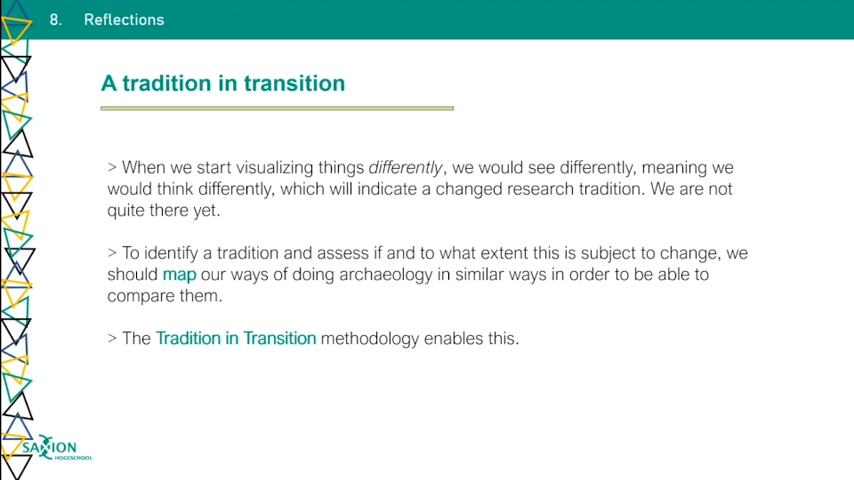 8. Reflections
A tradition in transition
> When we start visualizing things differently, we would see differently, meaning we
would think differently, which will indicate a changed research tradition. We are not
quite there yet.
> To identify a tradition and assess if and to what extent this is subject to change, we
should map our ways of doing archaeology in similar ways in order to be able to
compare them.
> The Tradition in Transition methodology enables this.
SAXION
HOGESCHOOL